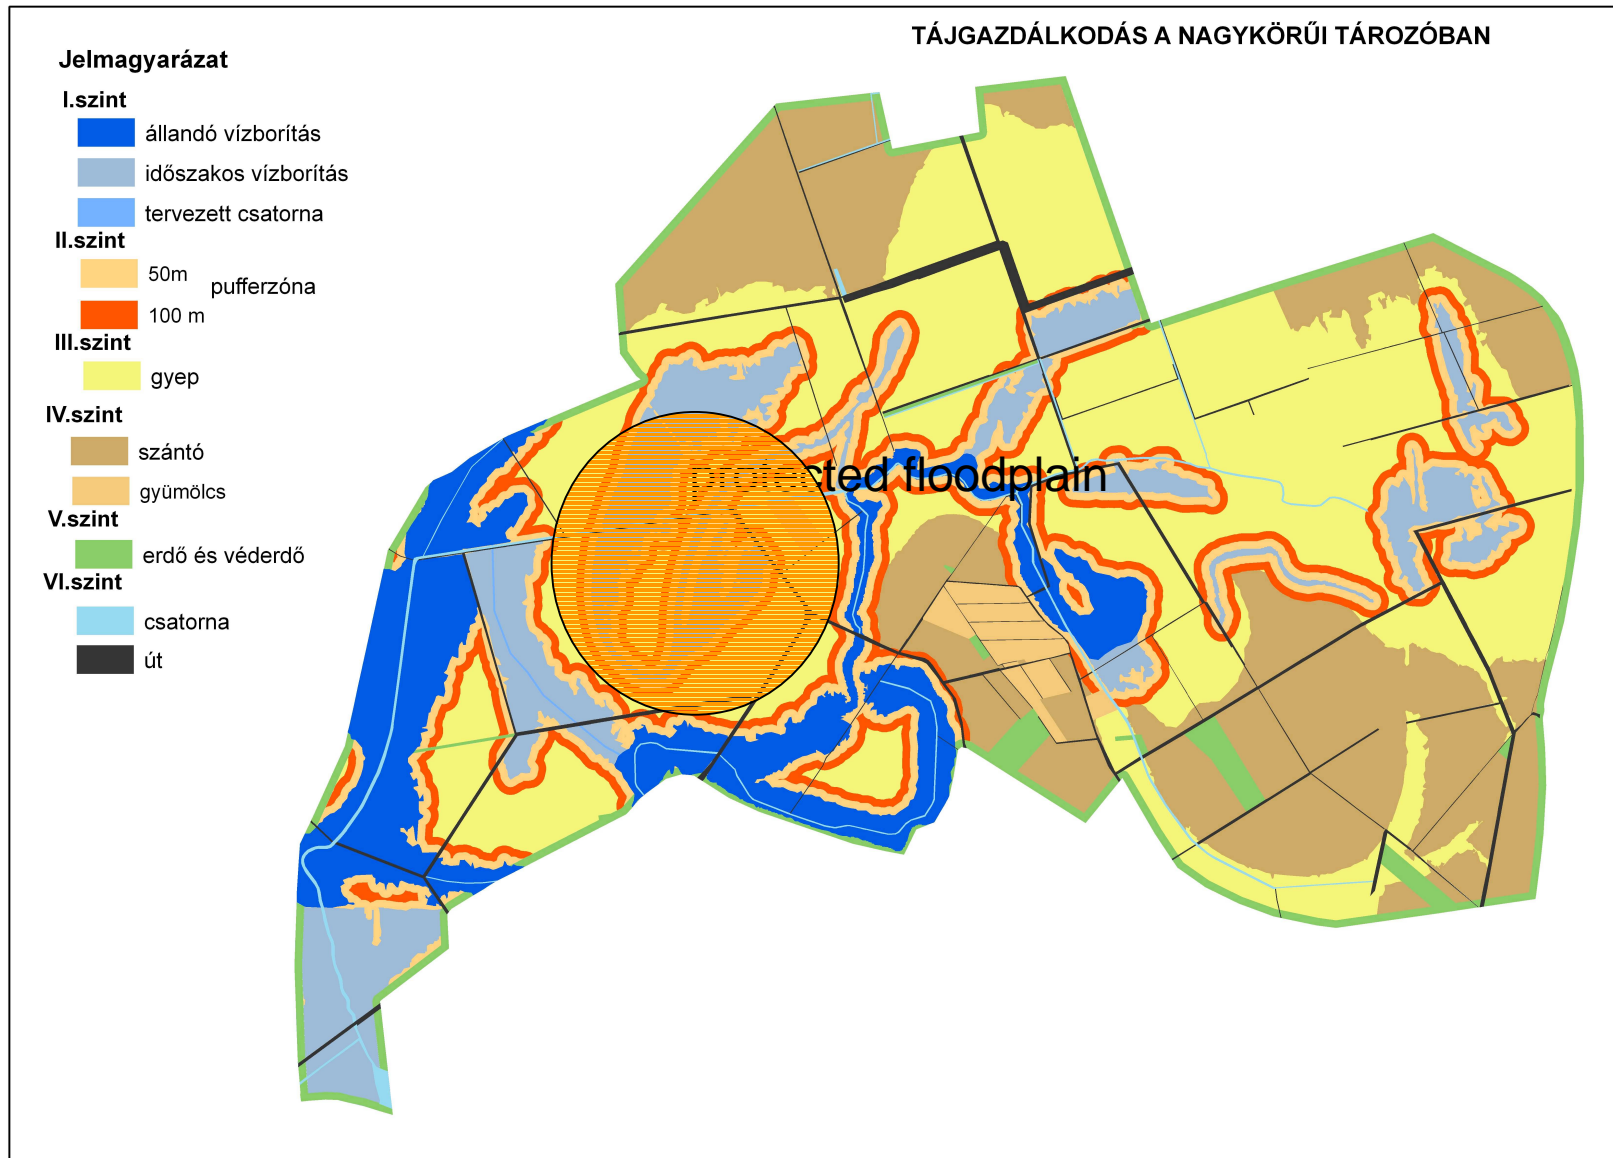 TÁJGAZDÁLKODÁS A NAGYKÖRŰI TÁROZÓBAN
Jelmagyarázat
I.szint
állandó vízborítás
időszakos vízborítás
tervezett csatorna
II.szint
50m
pufferzóna
100 m
III.szint
gyep
IV.szint
szántó
gyümölcs
V.szint
erdő és véderdő
VI.szint
csatorna
út
floodplain